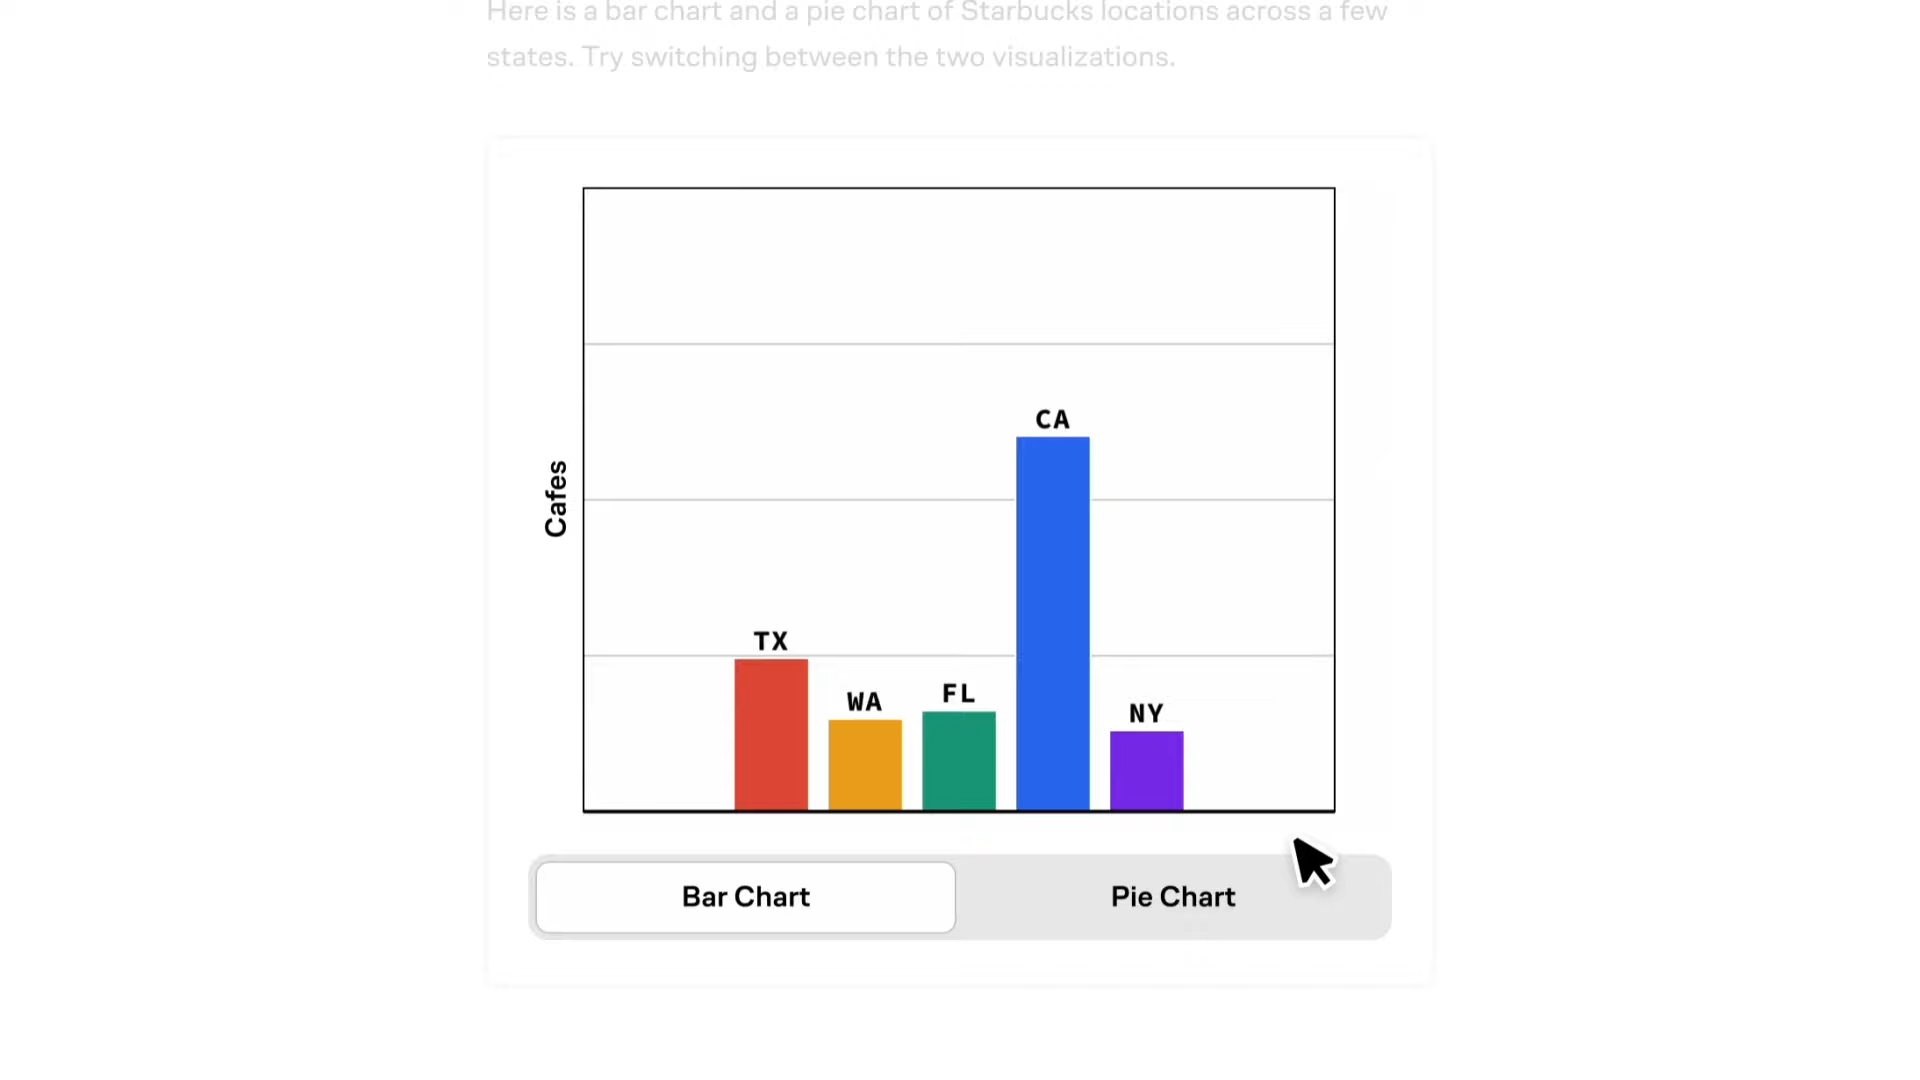 Here is a bar chart and a pie chart of Starbucks locations across a few
states. Try switching between the two visualizations.
CA
Cafes
TX
WA
FL
NY
Bar Chart
Pie Chart